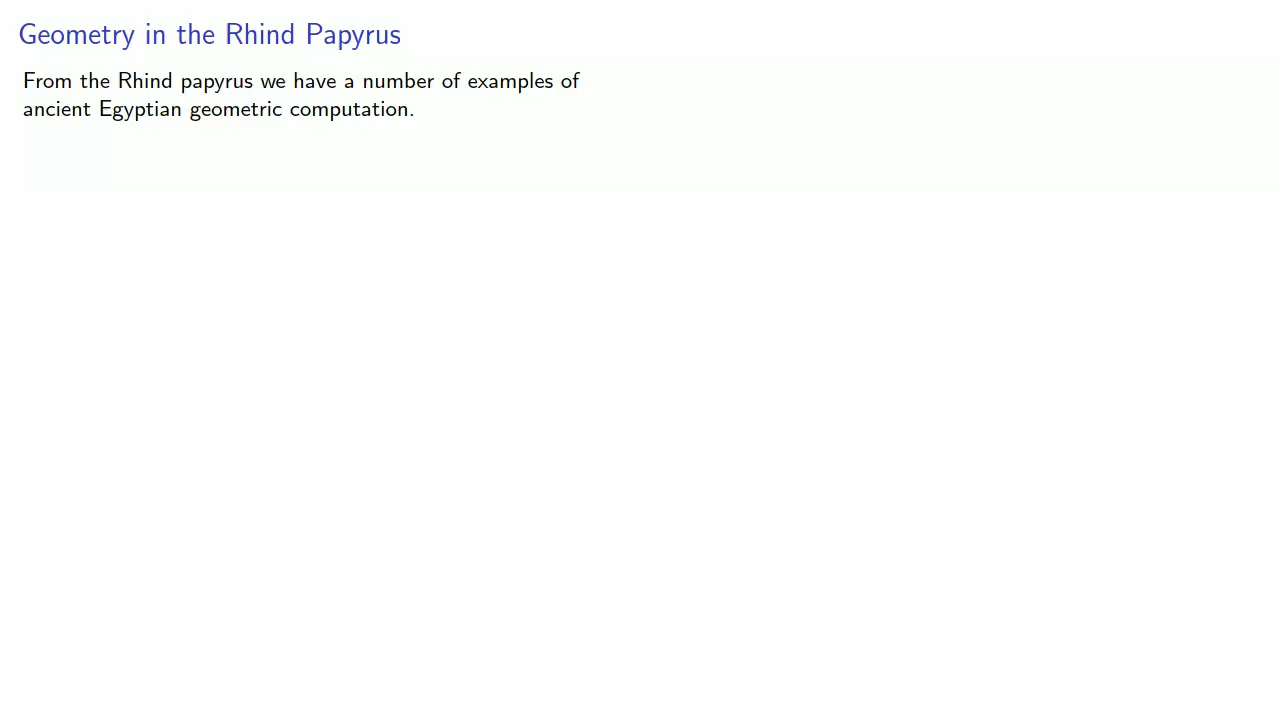 Geometry in the Rhind Papyrus
From the Rhind papyrus we have a number of examples of
ancient Egyptian geometric computation.